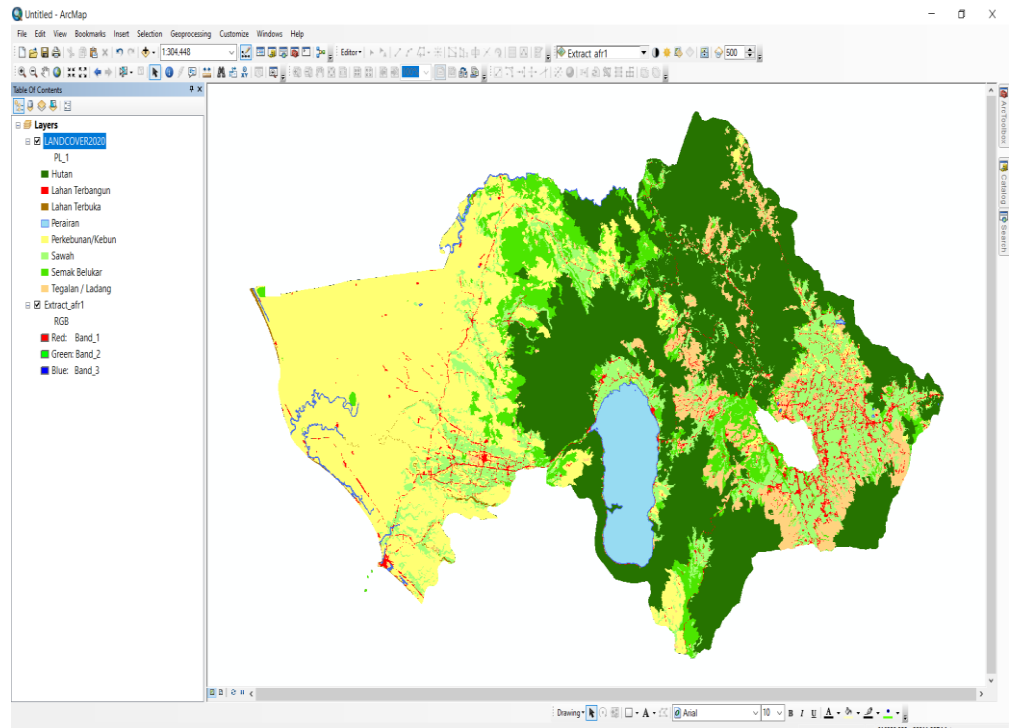 Untitled - ArcMap
File Edit View Bookmarks Insert Selection Geoprocessing Customize Windows Help
1:304,448 Editor Extract afr1 500
Table Of Contents
Layers
LANDCOVER2020
PL_1
Hutan
Lahan Terbangun
Lahan Terbuka
Perairan
Perkebunan/Kebun
Sawah
Semak Belukar
Tegalan / Ladang
Extract_afr1
RGB
Red: Band_1
Green: Band_2
Blue: Band_3
ArcToolbox
Catalog
Search
Drawing A Arial 10 B I U A